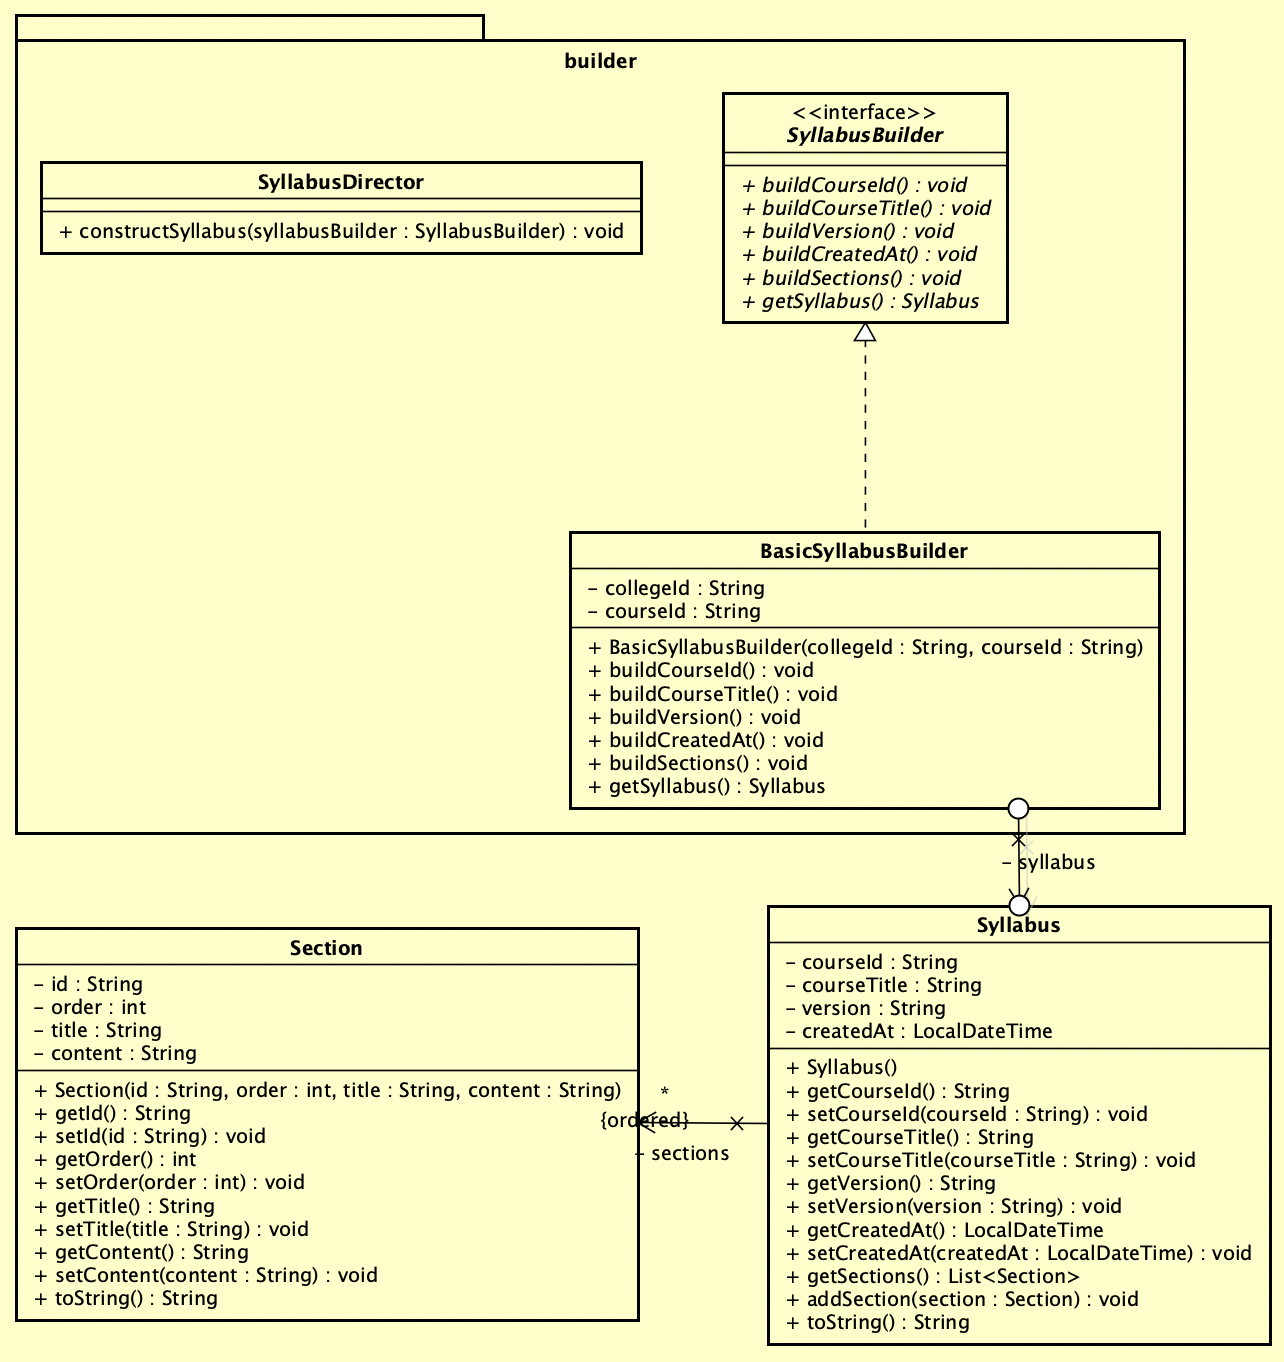 builder
<<interface>>
SyllabusBuilder
+ buildCourseId() : void
+ buildCourseTitle() : void
+ buildVersion() : void
+ buildCreatedAt() : void
+ buildSections() : void
+ getSyllabus() : Syllabus
SyllabusDirector
+ constructSyllabus(syllabusBuilder : SyllabusBuilder) : void
BasicSyllabusBuilder
– collegeId : String
– courseId : String
+ BasicSyllabusBuilder(collegeId : String, courseId : String)
+ buildCourseId() : void
+ buildCourseTitle() : void
+ buildVersion() : void
+ buildCreatedAt() : void
+ buildSections() : void
+ getSyllabus() : Syllabus
– syllabus
Section
– id : String
– order : int
– title : String
– content : String
+ Section(id : String, order : int, title : String, content : String)
+ getId() : String
+ setId(id : String) : void
+ getOrder() : int
+ setOrder(order : int) : void
+ getTitle() : String
+ setTitle(title : String) : void
+ getContent() : String
+ setContent(content : String) : void
+ toString() : String
*
{ordered}
– sections
Syllabus
– courseId : String
– courseTitle : String
– version : String
– createdAt : LocalDateTime
+ Syllabus()
+ getCourseId() : String
+ setCourseId(courseId : String) : void
+ getCourseTitle() : String
+ setCourseTitle(courseTitle : String) : void
+ getVersion() : String
+ setVersion(version : String) : void
+ getCreatedAt() : LocalDateTime
+ setCreatedAt(createdAt : LocalDateTime) : void
+ getSections() : List<Section>
+ addSection(section : Section) : void
+ toString() : String